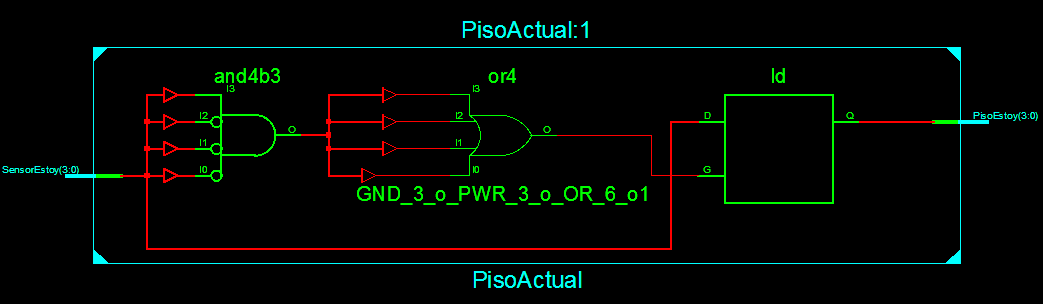 PisoActual:1
and4b3
or4
ld
I3
I2
I1
I0
O
I3
I2
I1
I0
O
D
G
Q
SensorEstoy(3:0)
PisoEstoy(3:0)
GND_3_o_PWR_3_o_OR_6_o1
PisoActual